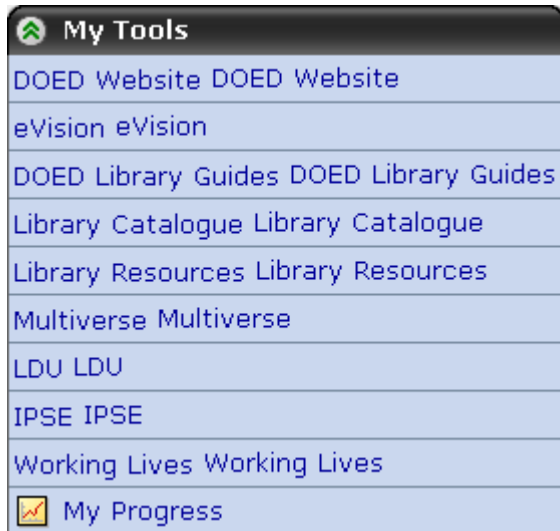 My Tools
DOED Website DOED Website
eVision eVision
DOED Library Guides DOED Library Guides
Library Catalogue Library Catalogue
Library Resources Library Resources
Multiverse Multiverse
LDU LDU
IPSE IPSE
Working Lives Working Lives
My Progress